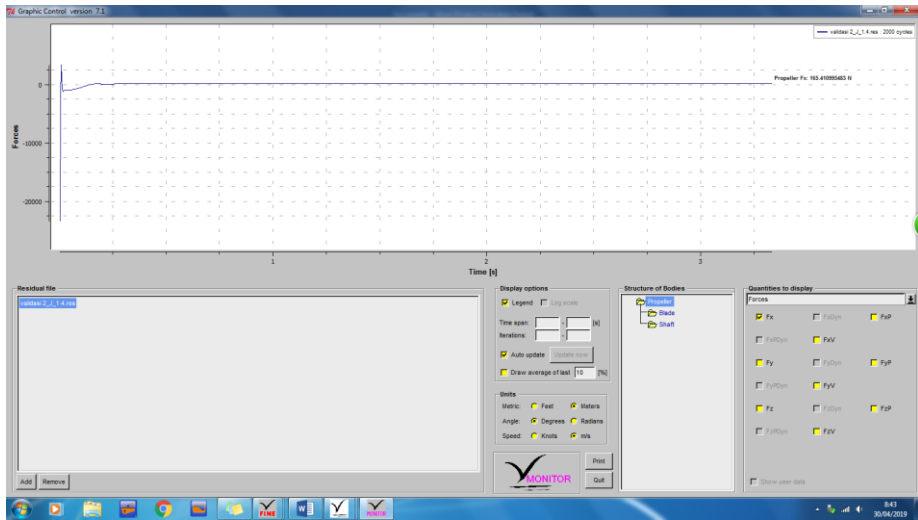 Graphic Control version 7.1
validasi 2_J_1.4.res : 2000 cycles
Propeller Fx: 165.410993403 N
0
-10000
-20000
Forces
1 2 3
Time [s]
Residual file
validasi 2_J_1.4.res
Add Remove
Display options
Legend Log scale
Time span: - [s]
Iterations: -
Auto update Update now
Draw average of last 10 [%]
Units
Metric: Feet Meters
Angle: Degrees Radians
Speed: Knots m/s
MONITOR
Print
Quit
Structure of Bodies
Propeller
Blade
Shaft
Quantities to display
Forces
Fx FxDyn FxP
FxPDyn FxV
Fy FyDyn FyP
FyPDyn FyV
Fz FzDyn FzP
FzPDyn FzV
Show user data
FINE
MONITOR
8:43
30/04/2019